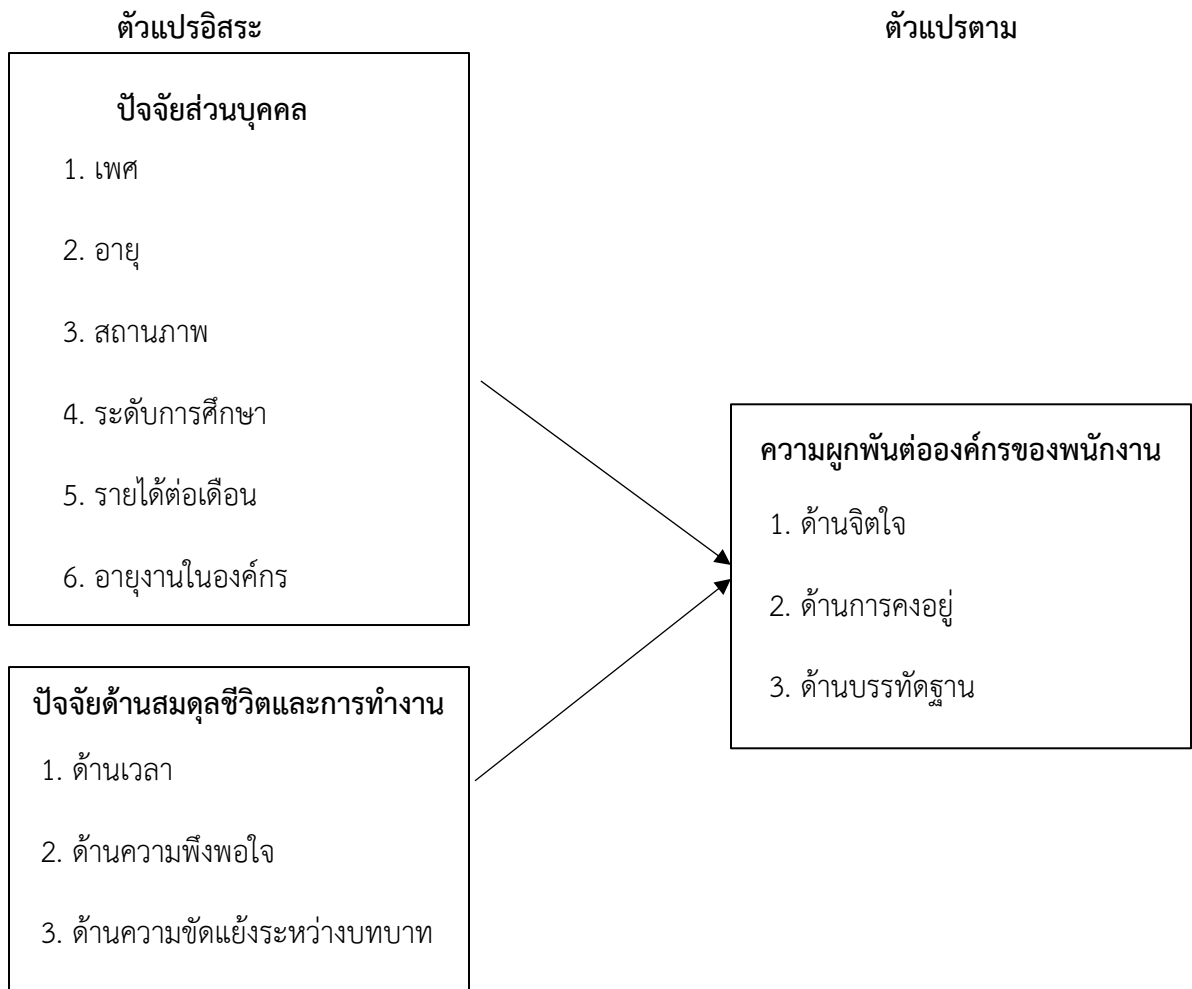 ตัวแปรอิสระ
ตัวแปรตาม
ปัจจัยส่วนบุคคล
1. เพศ
2. อายุ
3. สถานภาพ
4. ระดับการศึกษา
5. รายได้ต่อเดือน
6. อายุงานในองค์กร
ปัจจัยด้านสมดุลชีวิตและการทำงาน
1. ด้านเวลา
2. ด้านความพึงพอใจ
3. ด้านความขัดแย้งระหว่างบทบาท
ความผูกพันต่อองค์กรของพนักงาน
1. ด้านจิตใจ
2. ด้านการคงอยู่
3. ด้านบรรทัดฐาน